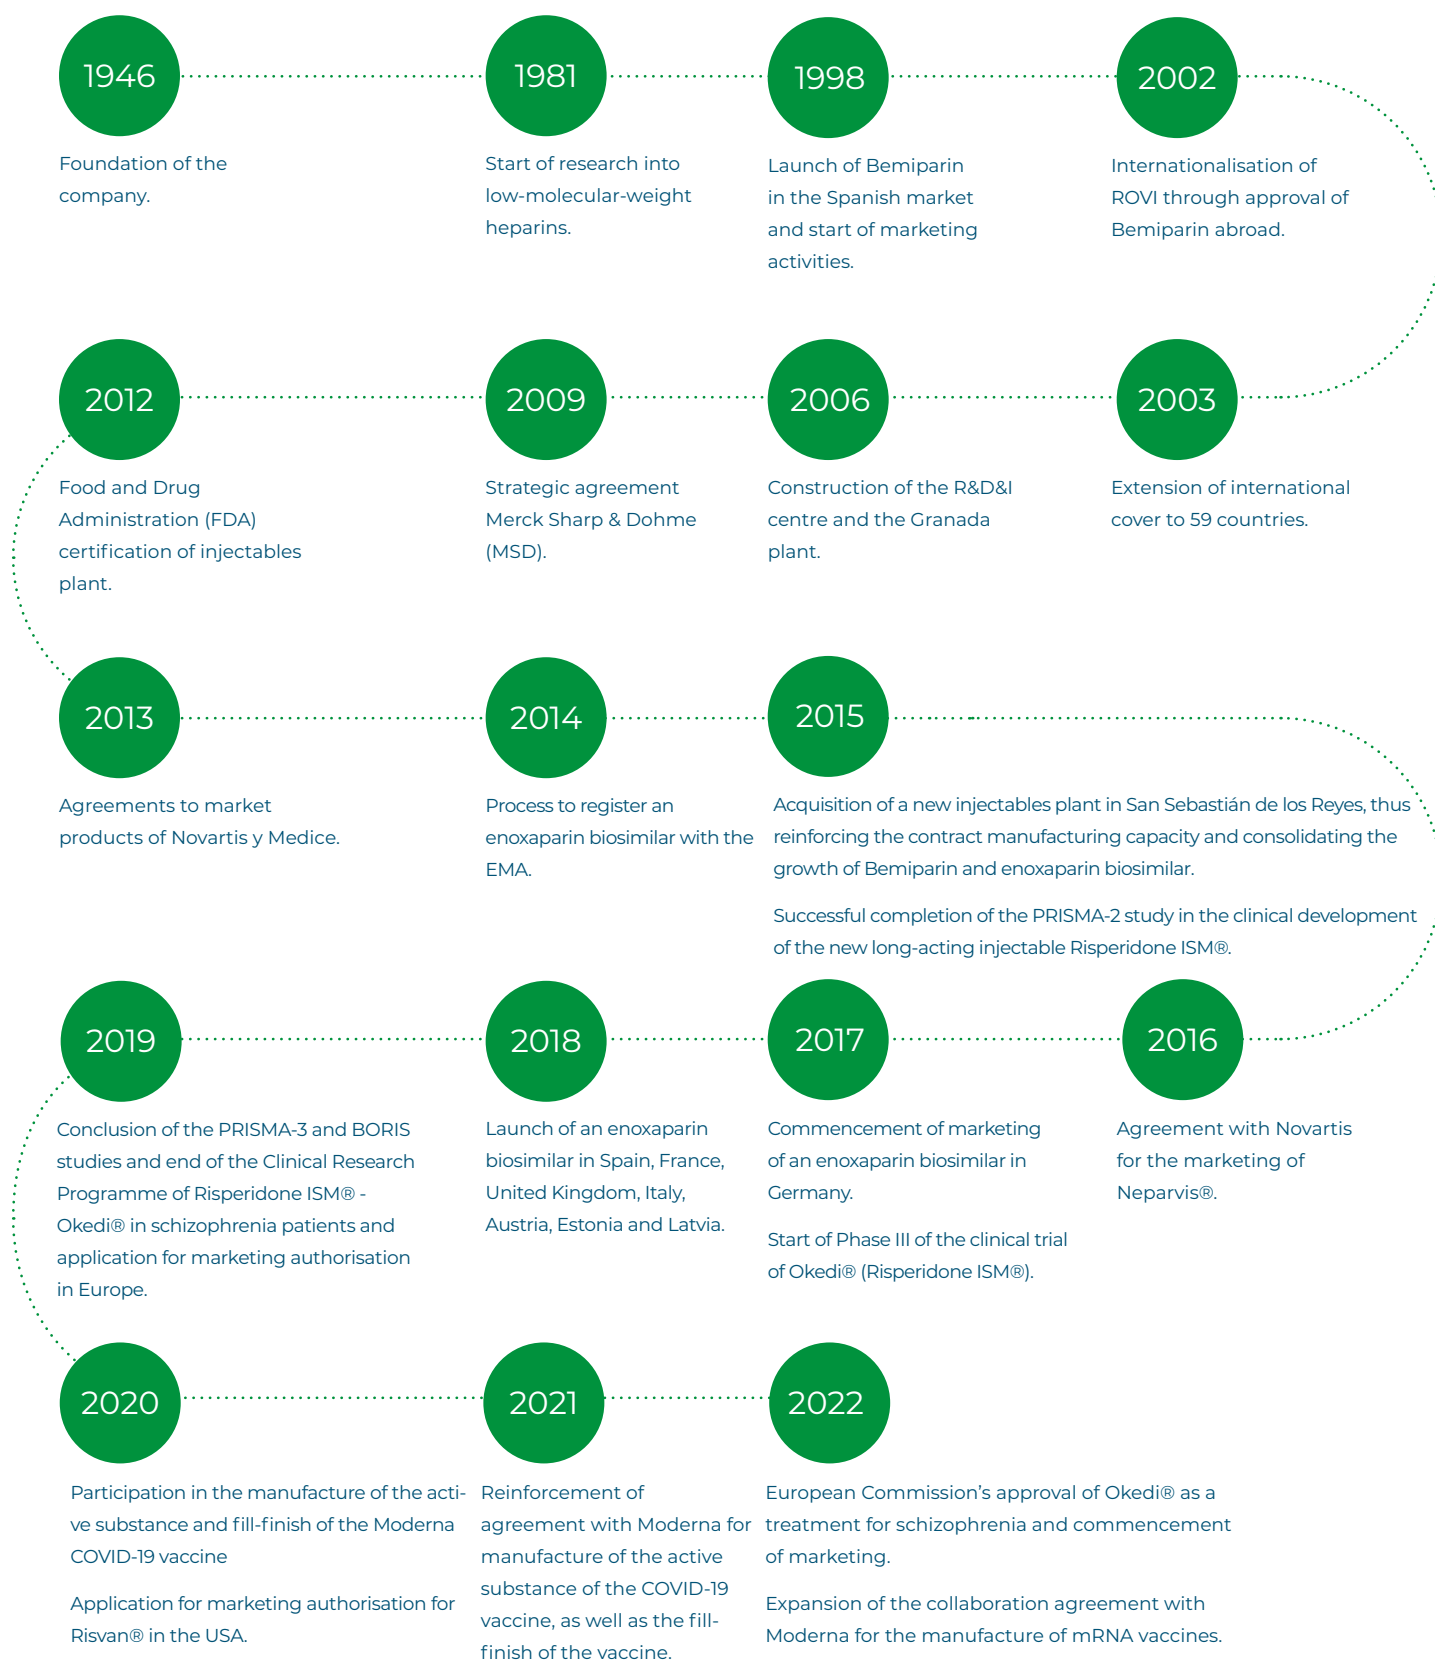 1946
Foundation of the
company.
1981
Start of research into
low-molecular-weight
heparins.
1998
Launch of Bemiparin
in the Spanish market
and start of marketing
activities.
2002
Internationalisation of
ROVI through approval of
Bemiparin abroad.
2003
Extension of international
cover to 59 countries.
2006
Construction of the R&D&I
centre and the Granada
plant.
2009
Strategic agreement
Merck Sharp & Dohme
(MSD).
2012
Food and Drug
Administration (FDA)
certification of injectables
plant.
2013
Agreements to market
products of Novartis y Medice.
2014
Process to register an
enoxaparin biosimilar with the
EMA.
2015
Acquisition of a new injectables plant in San Sebastián de los Reyes, thus
reinforcing the contract manufacturing capacity and consolidating the
growth of Bemiparin and enoxaparin biosimilar.
Successful completion of the PRISMA-2 study in the clinical development
of the new long-acting injectable Risperidone ISM®.
2016
Agreement with Novartis
for the marketing of
Neparvis®.
2017
Commencement of marketing
of an enoxaparin biosimilar in
Germany.
Start of Phase III of the clinical trial
of Okedi® (Risperidone ISM®).
2018
Launch of an enoxaparin
biosimilar in Spain, France,
United Kingdom, Italy,
Austria, Estonia and Latvia.
2019
Conclusion of the PRISMA-3 and BORIS
studies and end of the Clinical Research
Programme of Risperidone ISM® -
Okedi® in schizophrenia patients and
application for marketing authorisation
in Europe.
2020
Participation in the manufacture of the acti-
ve substance and fill-finish of the Moderna
COVID-19 vaccine
Application for marketing authorisation for
Risvan® in the USA.
2021
Reinforcement of
agreement with Moderna for
manufacture of the active
substance of the COVID-19
vaccine, as well as the fill-
finish of the vaccine.
2022
European Commission’s approval of Okedi® as a
treatment for schizophrenia and commencement
of marketing.
Expansion of the collaboration agreement with
Moderna for the manufacture of mRNA vaccines.